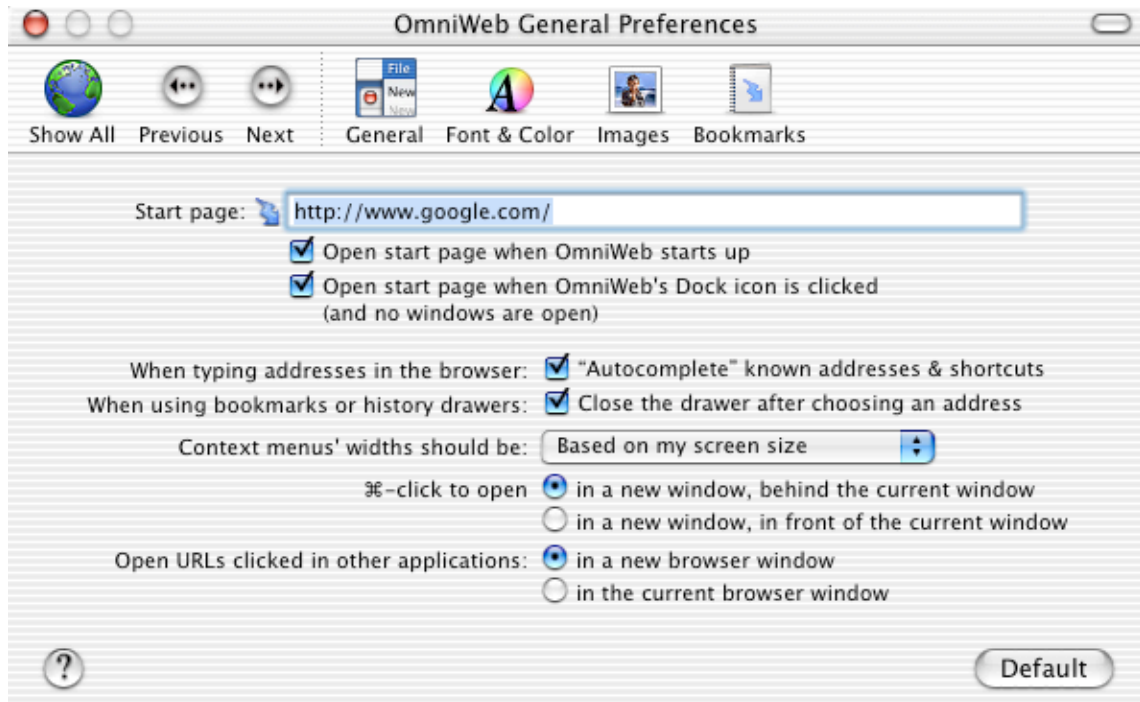 OmniWeb General Preferences
File
New
New
Show All Previous Next General Font & Color Images Bookmarks
Start page: http://www.google.com/
Open start page when OmniWeb starts up
Open start page when OmniWeb's Dock icon is clicked
(and no windows are open)
When typing addresses in the browser: “Autocomplete” known addresses & shortcuts
When using bookmarks or history drawers: Close the drawer after choosing an address
Context menus' widths should be: Based on my screen size
⌘-click to open in a new window, behind the current window
in a new window, in front of the current window
Open URLs clicked in other applications: in a new browser window
in the current browser window
? Default